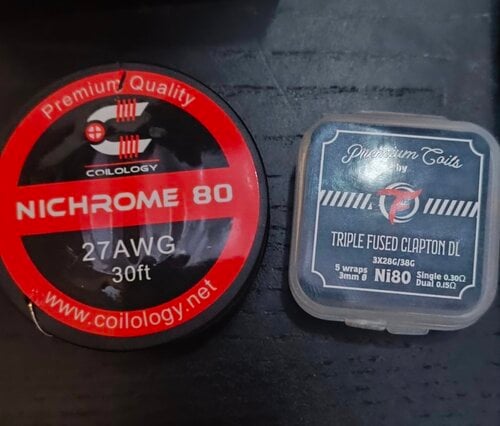 Premium Quality
COILOLOGY
NICHROME 80
27AWG
30ft
www.coilology.net
Premium Coils
by
TRIPLE FUSED CLAPTON DL
3X28G/38G
5 wraps
3mm ø
Ni80
Single 0.30Ω
Dual 0.15Ω